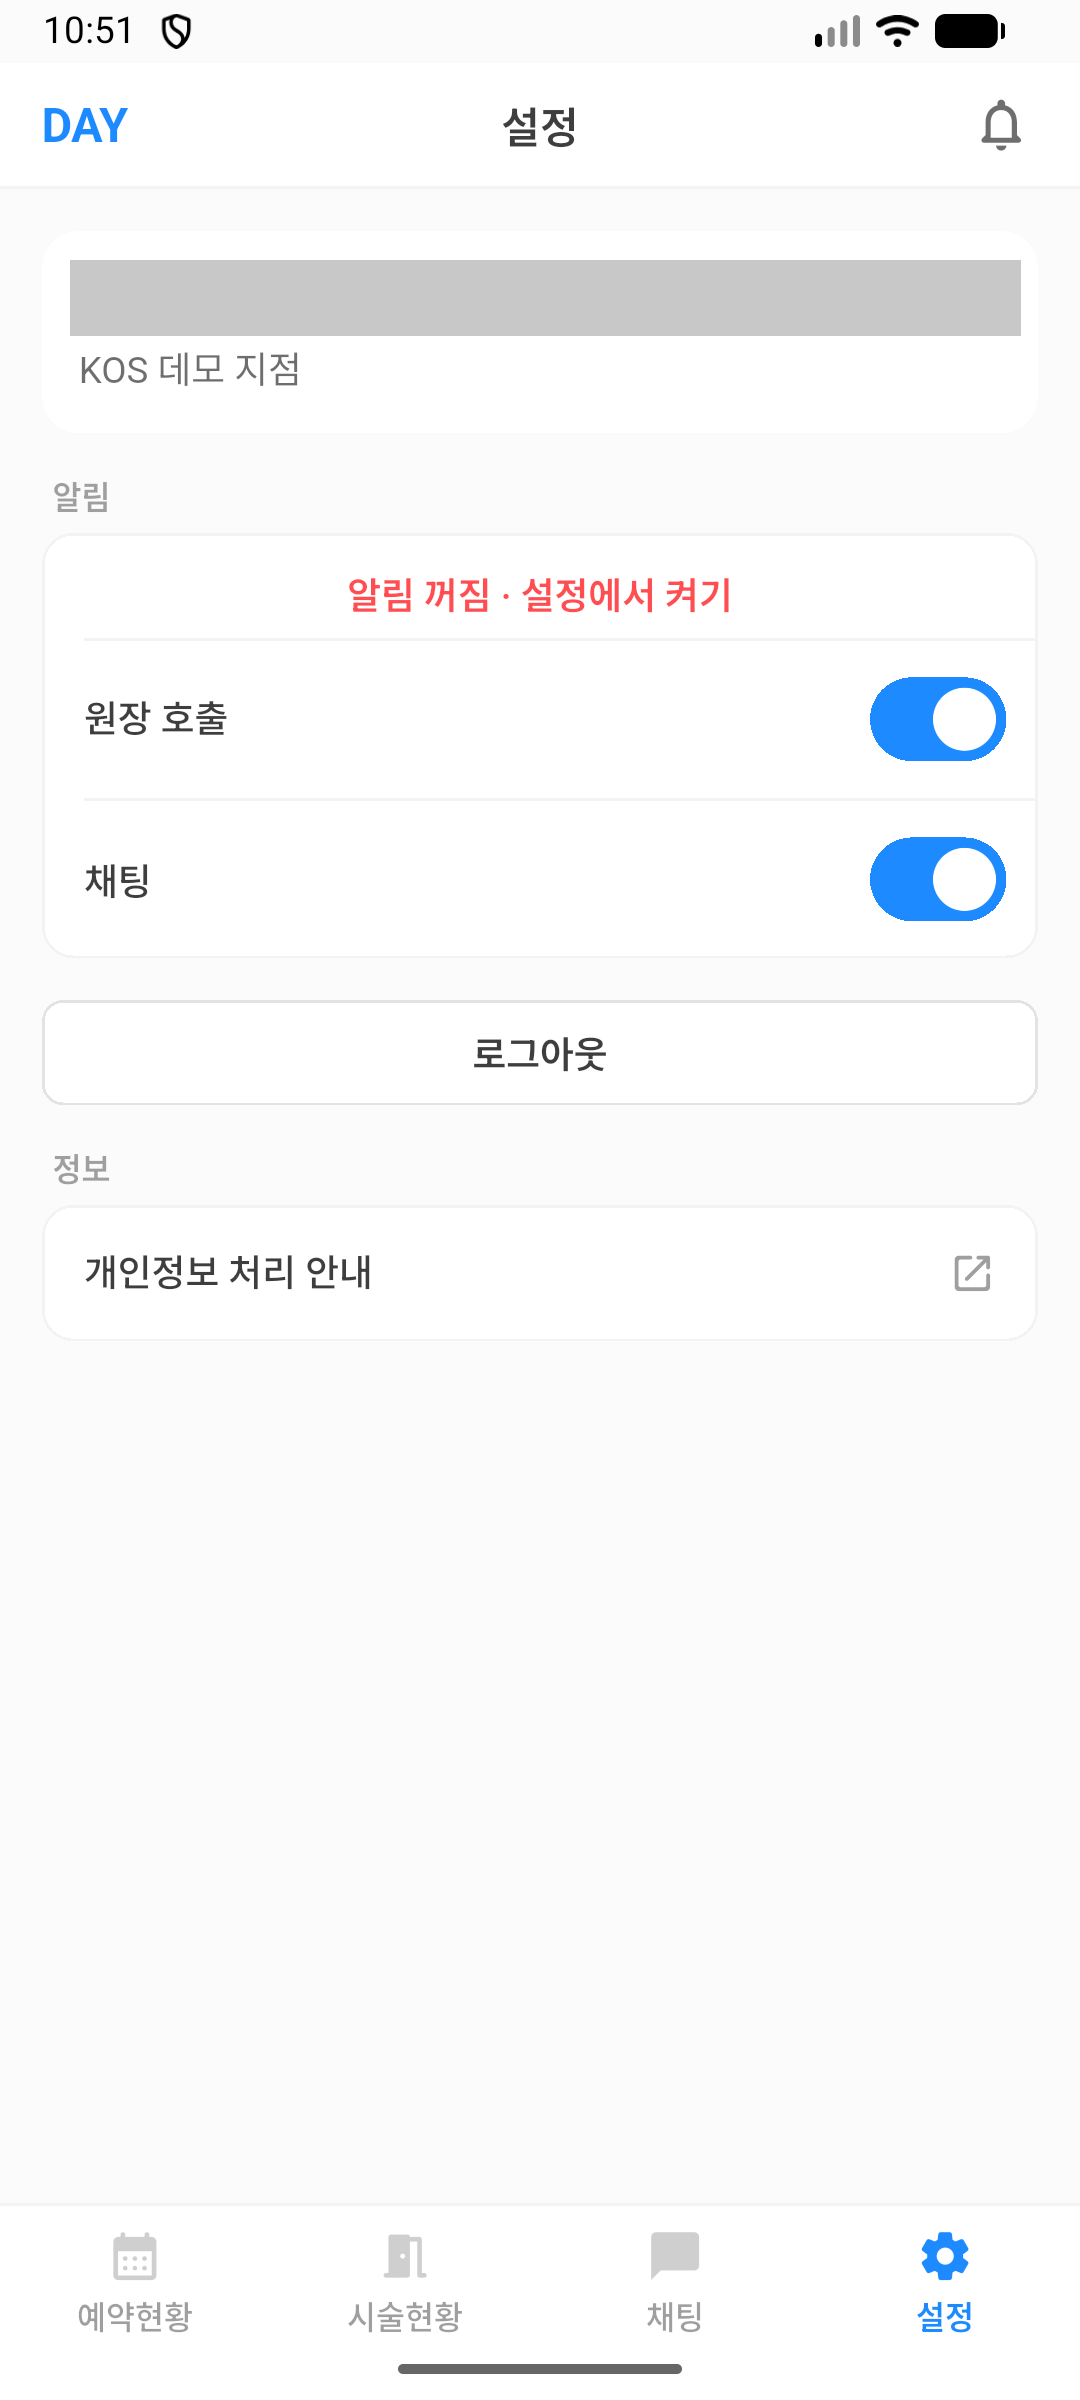 10:51
DAY
설정
KOS 데모 지점
알림
알림 꺼짐 · 설정에서 켜기
원장 호출
채팅
로그아웃
정보
개인정보 처리 안내
예약현황
시술현황
채팅
설정